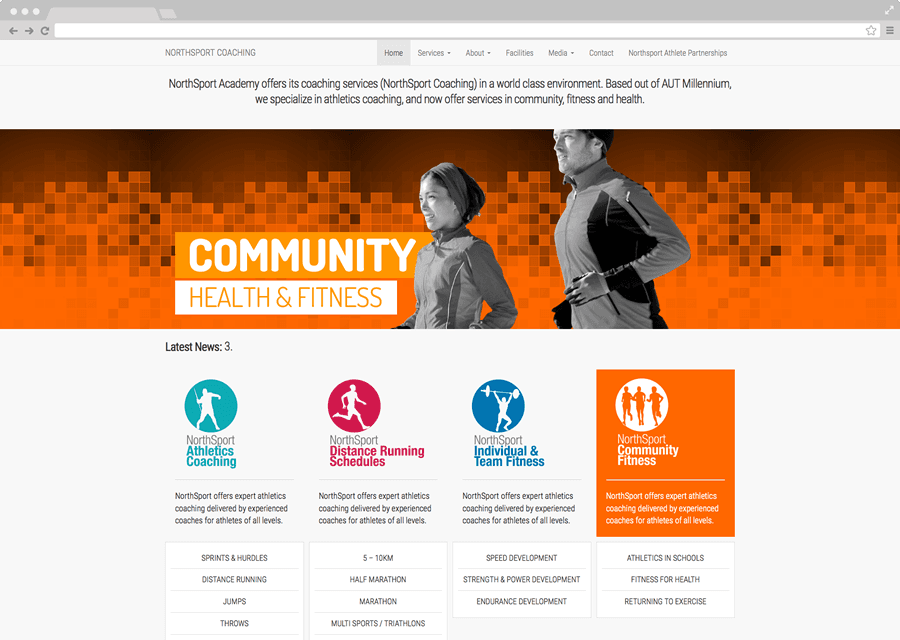 NORTHSPORT COACHING
Home Services About Facilities Media Contact Northsport Athlete Partnerships
NorthSport Academy offers its coaching services (NorthSport Coaching) in a world class environment. Based out of AUT Millennium,
we specialize in athletics coaching, and now offer services in community, fitness and health.
COMMUNITY
HEALTH & FITNESS
Latest News: 3.
NorthSport
Athletics
Coaching
NorthSport offers expert athletics
coaching delivered by experienced
coaches for athletes of all levels.
SPRINTS & HURDLES
DISTANCE RUNNING
JUMPS
THROWS
NorthSport
Distance Running
Schedules
NorthSport offers expert athletics
coaching delivered by experienced
coaches for athletes of all levels.
5 – 10KM
HALF MARATHON
MARATHON
MULTI SPORTS / TRIATHLONS
NorthSport
Individual &
Team Fitness
NorthSport offers expert athletics
coaching delivered by experienced
coaches for athletes of all levels.
SPEED DEVELOPMENT
STRENGTH & POWER DEVELOPMENT
ENDURANCE DEVELOPMENT
NorthSport
Community
Fitness
NorthSport offers expert athletics
coaching delivered by experienced
coaches for athletes of all levels.
ATHLETICS IN SCHOOLS
FITNESS FOR HEALTH
RETURNING TO EXERCISE